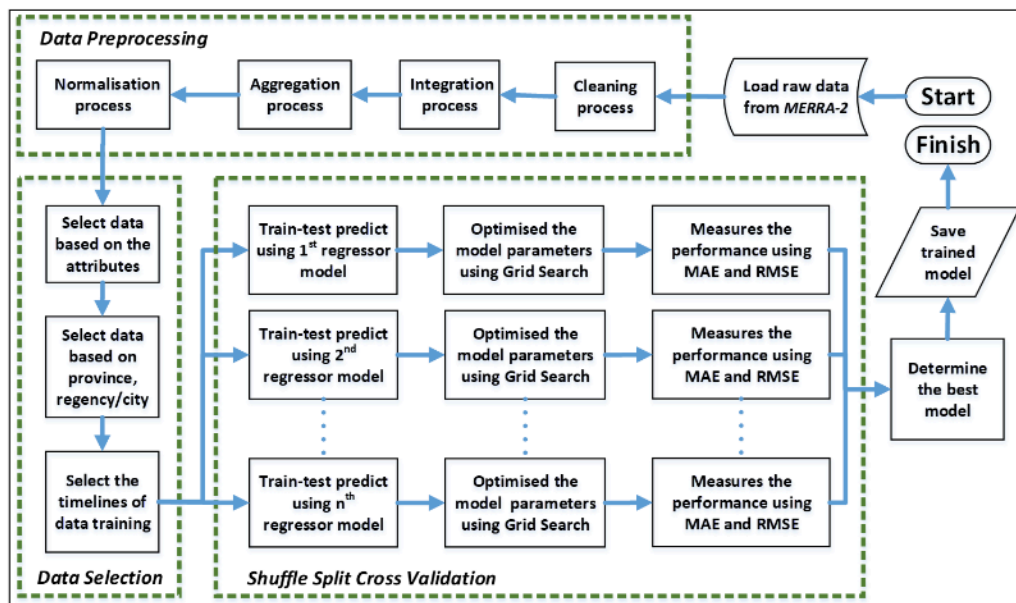 Data Preprocessing
Start
Load raw data
from MERRA-2
Cleaning
process
Integration
process
Aggregation
process
Normalisation
process
Select data
based on the
attributes
Select data
based on
province,
regency/city
Select the
timelines of
data training
Data Selection
Train-test predict
using 1st regressor
model
Optimised the
model parameters
using Grid Search
Measures the
performance using
MAE and RMSE
Train-test predict
using 2nd
regressor model
Optimised the
model parameters
using Grid Search
Measures the
performance using
MAE and RMSE
Train-test predict
using nth
regressor model
Optimised the
model parameters
using Grid Search
Measures the
performance using
MAE and RMSE
Shuffle Split Cross Validation
Determine
the best
model
Save
trained
model
Finish